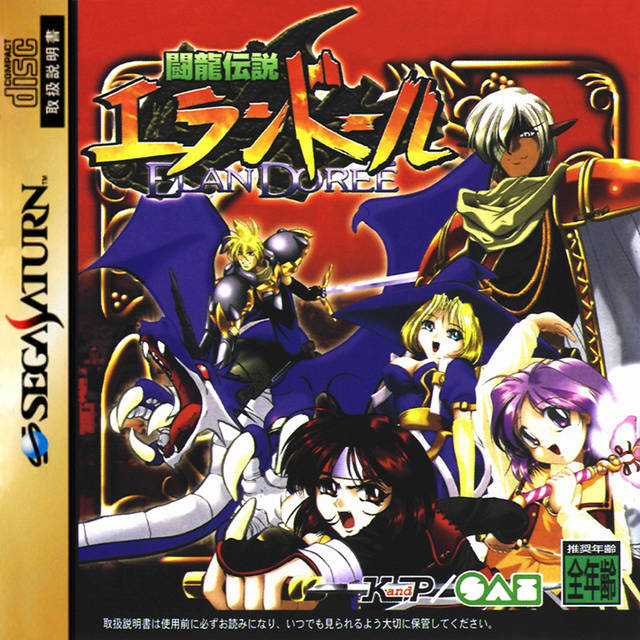 COMPACT
disc
取扱説明書
SEGA SATURN™
闘龍伝説
エランドール
ELAN DORÉE
K and P
推奨年齢
全年齢
取扱説明書は使用前に必ずお読みになり、いつでも見られるよう大切に保管してください。